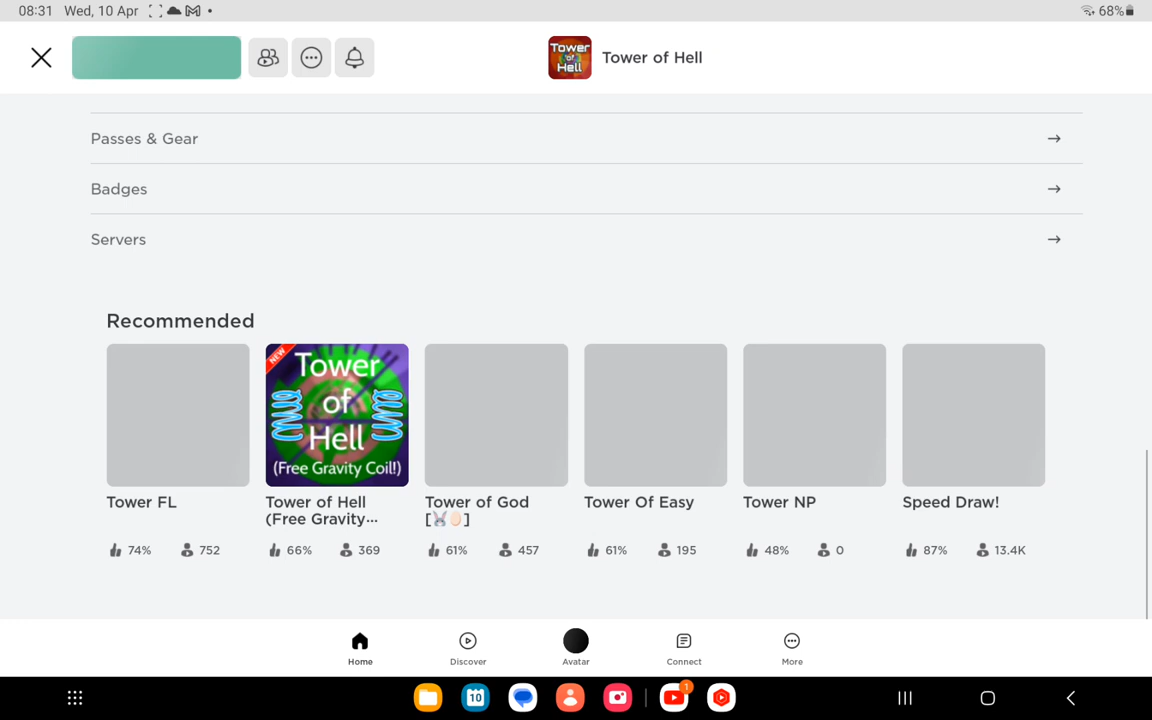 08:31 Wed, 10 Apr 68%
Tower of Hell Tower of Hell
Passes & Gear
Badges
Servers
Recommended
NEW
Tower
of
Hell
(Free Gravity Coil!)
Tower FL
74% 752
Tower of Hell
(Free Gravity...
66% 369
Tower of God
[🐰🥚]
61% 457
Tower Of Easy
61% 195
Tower NP
48% 0
Speed Draw!
87% 13.4K
Home Discover Avatar Connect More
10 1